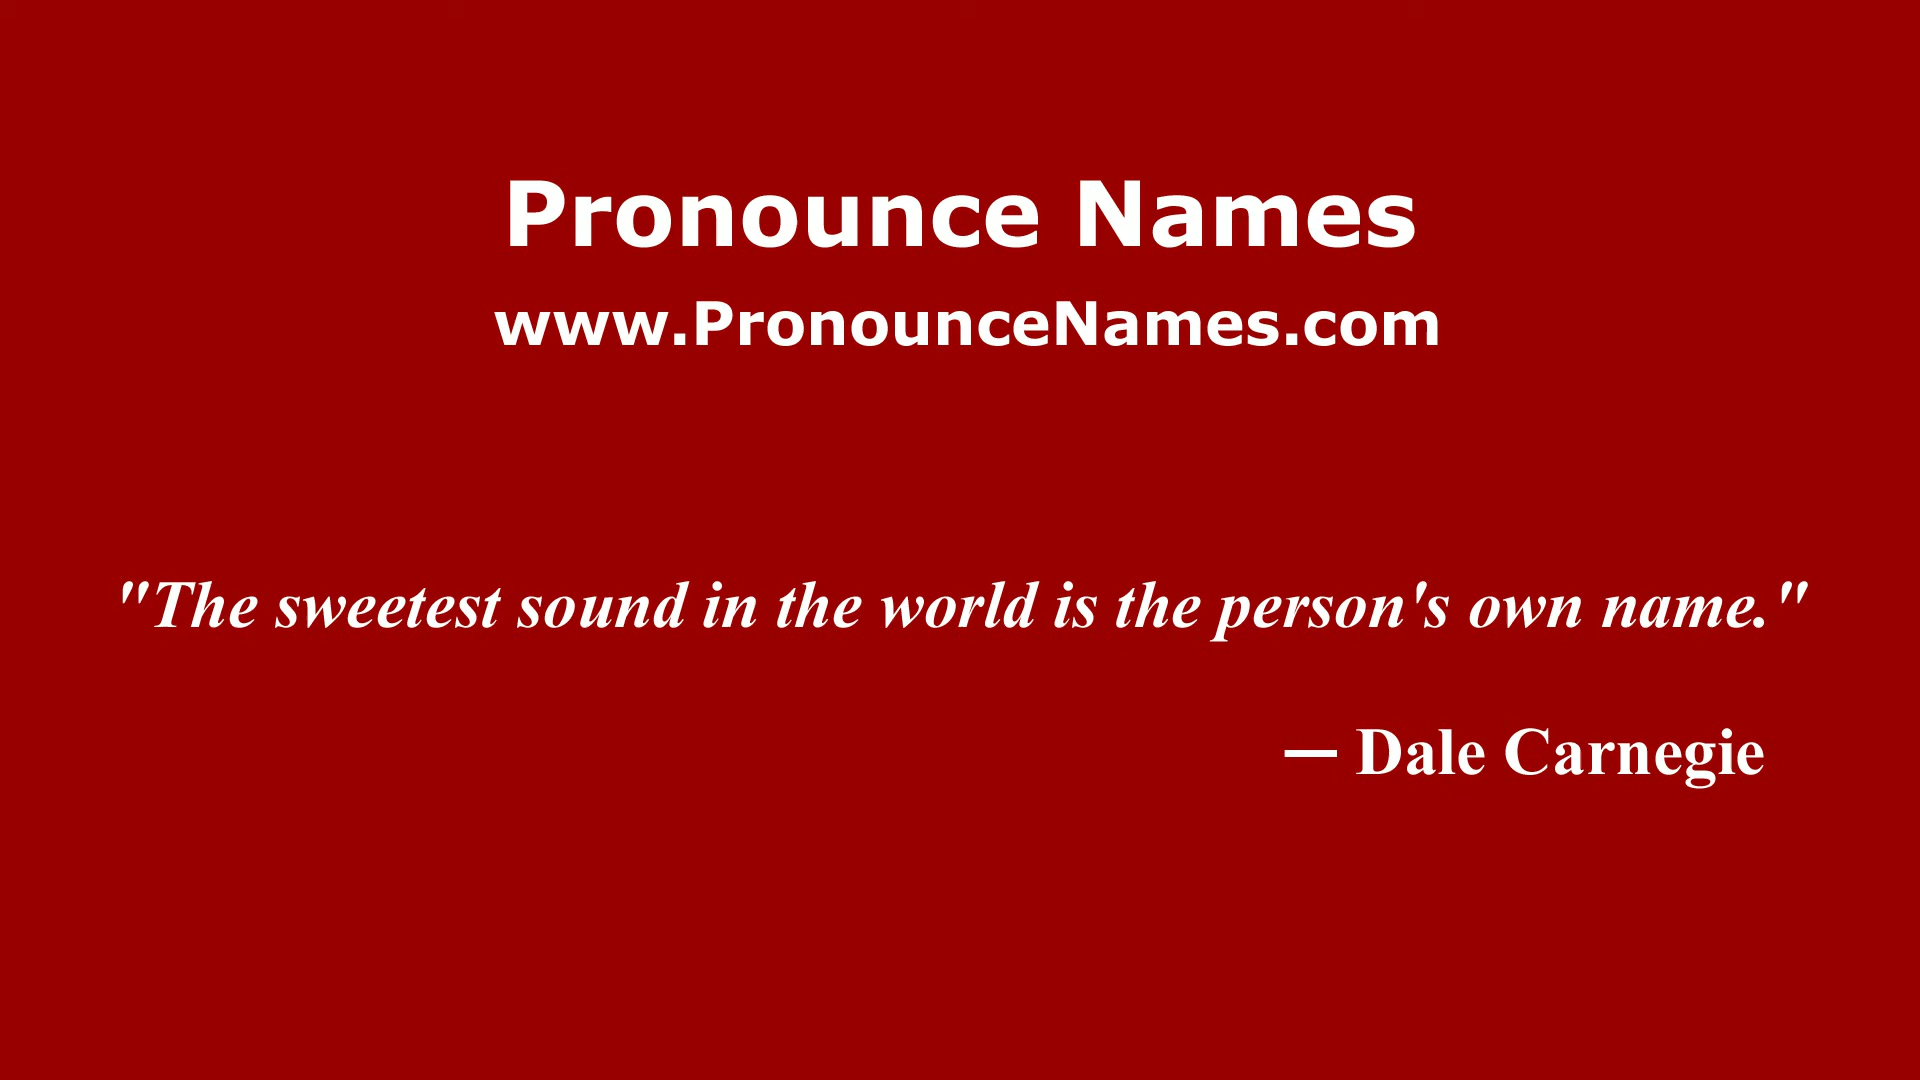 Pronounce Names
www.PronounceNames.com
"The sweetest sound in the world is the person's own name."
— Dale Carnegie